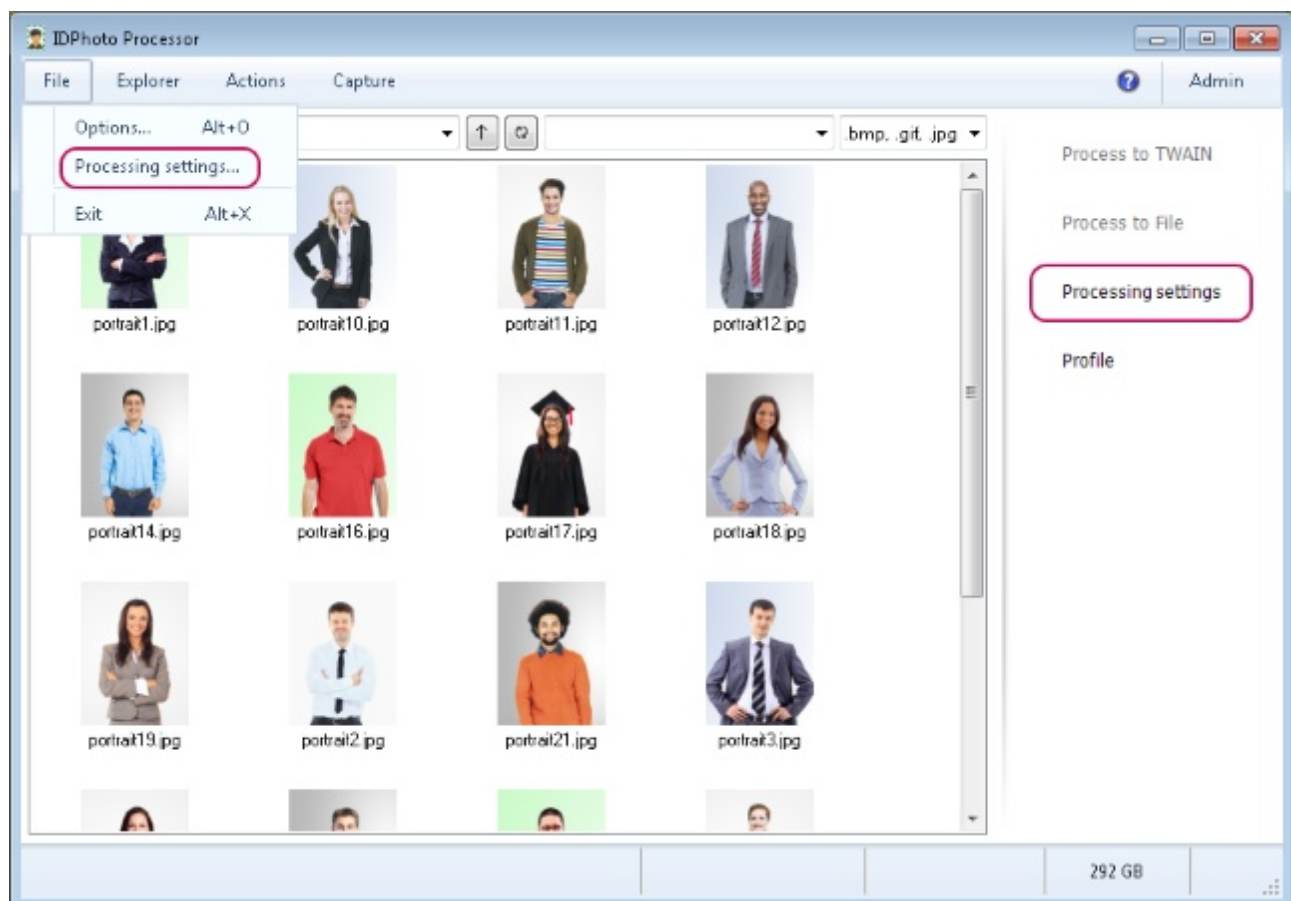 IDPhoto Processor
File Explorer Actions Capture Admin
Options... Alt+O
Processing settings...
Exit Alt+X
.bmp, .gif, .jpg
Process to TWAIN
Process to File
Processing settings
Profile
portrait1.jpg portrait10.jpg portrait11.jpg portrait12.jpg
portrait14.jpg portrait16.jpg portrait17.jpg portrait18.jpg
portrait19.jpg portrait2.jpg portrait21.jpg portrait3.jpg
292 GB